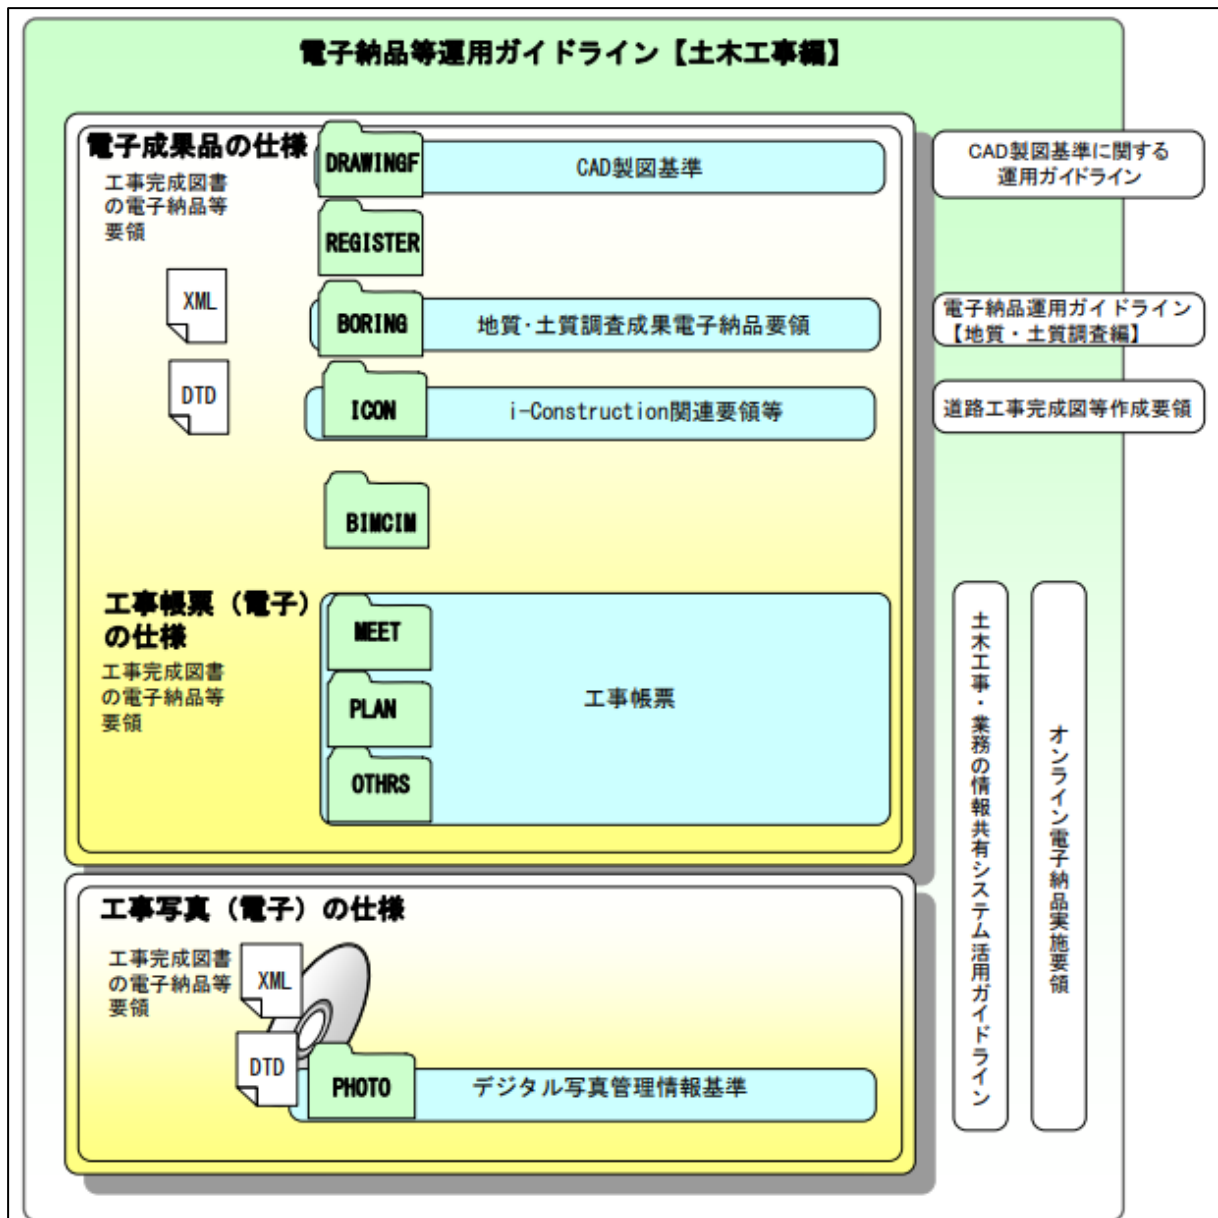 電子納品等運用ガイドライン【土木工事編】
電子成果品の仕様
工事完成図書
の電子納品等
要領
XML
DTD
DRAWINGF
CAD製図基準
REGISTER
BORING
地質・土質調査成果電子納品要領
ICON
i-Construction関連要領等
BIMCIM
CAD製図基準に関する
運用ガイドライン
電子納品運用ガイドライン
【地質・土質調査編】
道路工事完成図等作成要領
工事帳票（電子）
の仕様
工事完成図書
の電子納品等
要領
MEET
PLAN
OTHRS
工事帳票
土木工事・業務の情報共有システム活用ガイドライン
オンライン電子納品実施要領
工事写真（電子）の仕様
工事完成図書
の電子納品等
要領
XML
DTD
PHOTO
デジタル写真管理情報基準